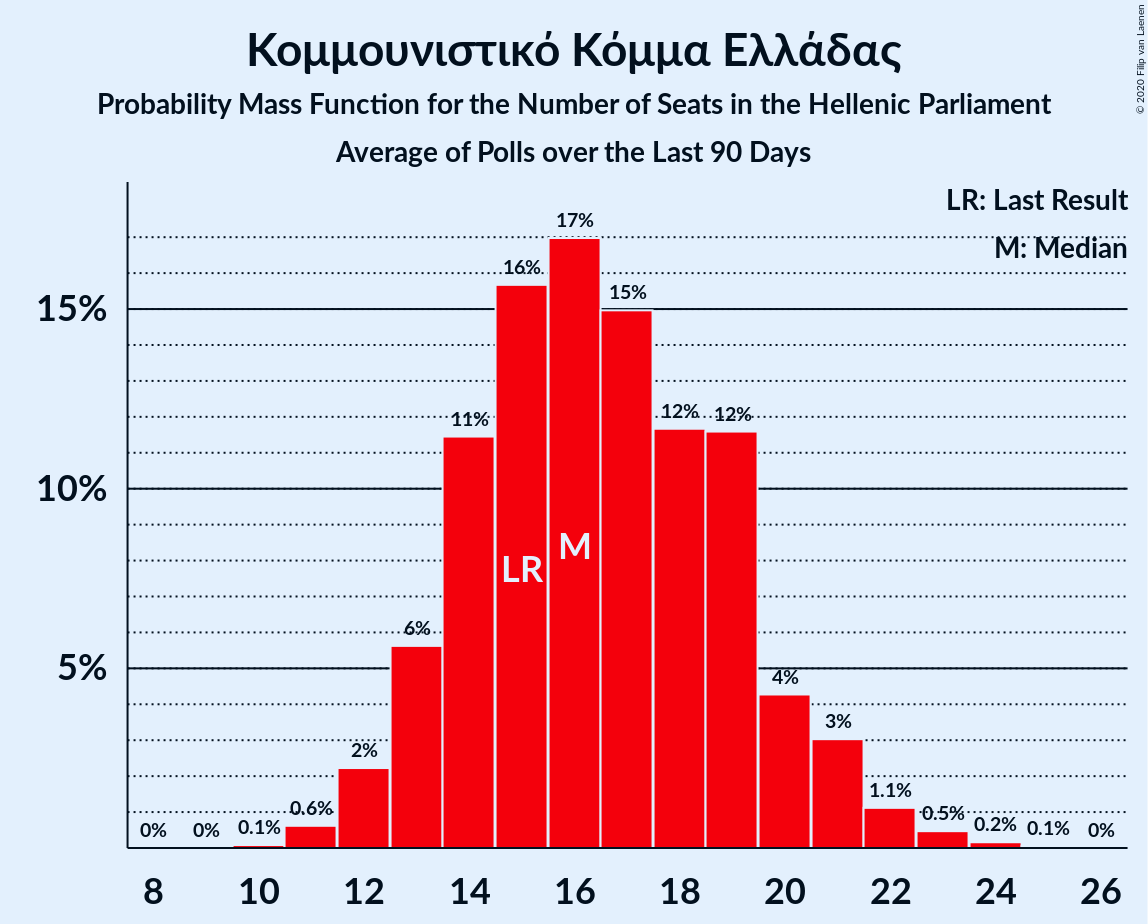 Κομμουνιστικό Κόμμα Ελλάδας
Probability Mass Function for the Number of Seats in the Hellenic Parliament
Average of Polls over the Last 90 Days
© 2020 Filip van Laenen
LR: Last Result
M: Median
17%
16%
15%
15%
12%
12%
11%
10%
M
LR
6%
5%
4%
3%
2%
1.1%
0.6%
0.5%
0% 0% 0.1% 0.2% 0.1% 0%
8 10 12 14 16 18 20 22 24 26